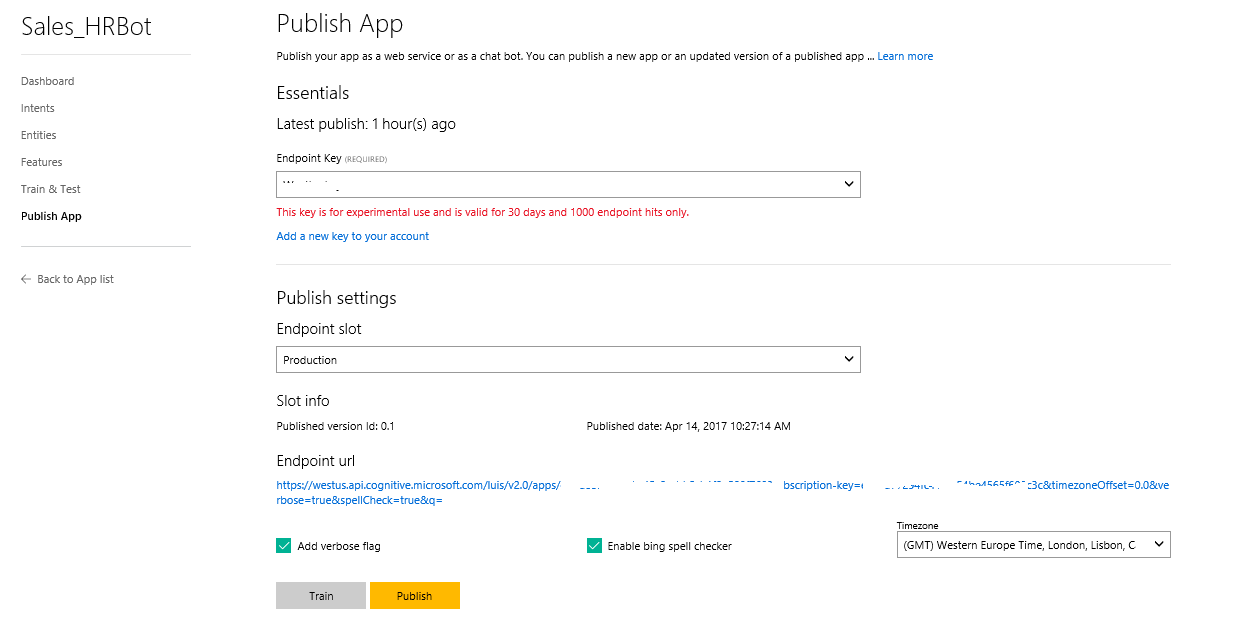 Sales_HRBot
Dashboard
Intents
Entities
Features
Train & Test
Publish App
Back to App list
Publish App
Publish your app as a web service or as a chat bot. You can publish a new app or an updated version of a published app ... Learn more
Essentials
Latest publish: 1 hour(s) ago
Endpoint Key (REQUIRED)
This key is for experimental use and is valid for 30 days and 1000 endpoint hits only.
Add a new key to your account
Publish settings
Endpoint slot
Production
Slot info
Published version Id: 0.1
Published date: Apr 14, 2017 10:27:14 AM
Endpoint url
https://westus.api.cognitive.microsoft.com/luis/v2.0/apps/ bscription-key= c3c&timezoneOffset=0.0&ve
rbose=true&spellCheck=true&q=
Add verbose flag
Enable bing spell checker
Timezone
(GMT) Western Europe Time, London, Lisbon, C
Train
Publish